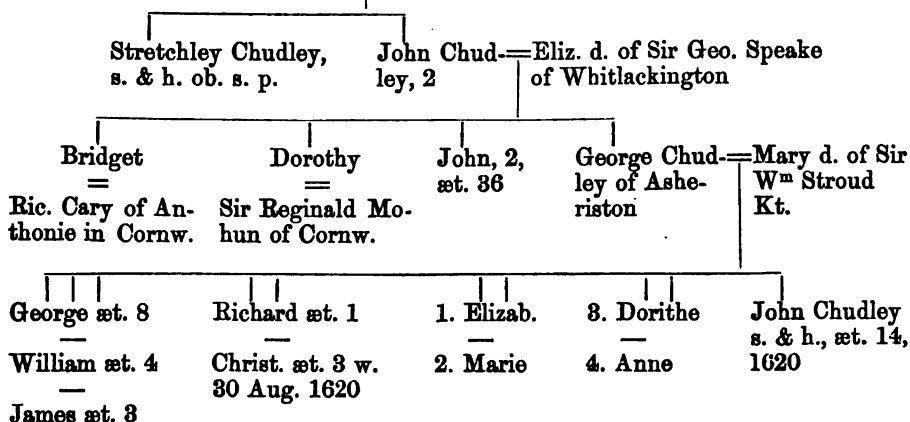 Stretchley Chudley,
s. & h. ob. s. p.
John Chud-
ley, 2
Eliz. d. of Sir Geo. Speake
of Whitlackington
Bridget
=
Ric. Cary of An-
thonie in Cornw.
Dorothy
=
Sir Reginald Mo-
hun of Cornw.
John, 2,
æt. 36
George Chud-
ley of Ashe-
riston
Mary d. of Sir
Wᵐ Stroud
Kt.
George æt. 8
—
William æt. 4
—
James æt. 3
Richard æt. 1
—
Christ. æt. 3 w.
30 Aug. 1620
1. Elizab.
—
2. Marie
3. Dorithe
—
4. Anne
John Chudley
s. & h., æt. 14,
1620